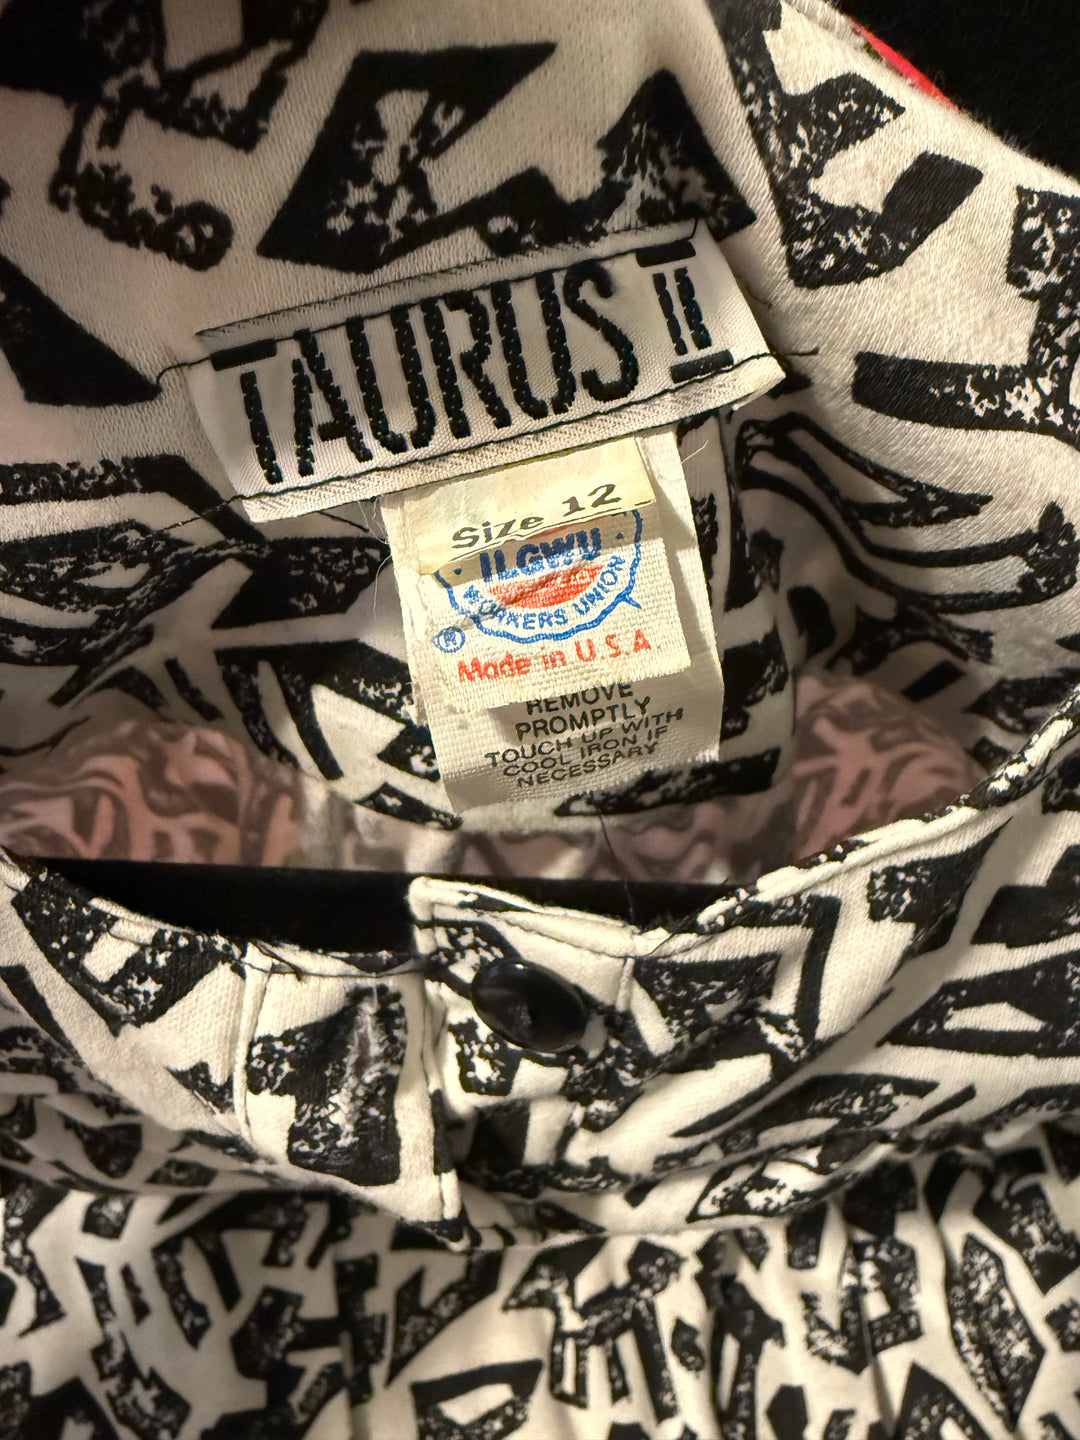 TAURUS II
Size 12
ILGWU
WORKERS UNION
®
Made in U.S.A.
REMOVE
PROMPTLY
TOUCH UP WITH
COOL IRON IF
NECESSARY